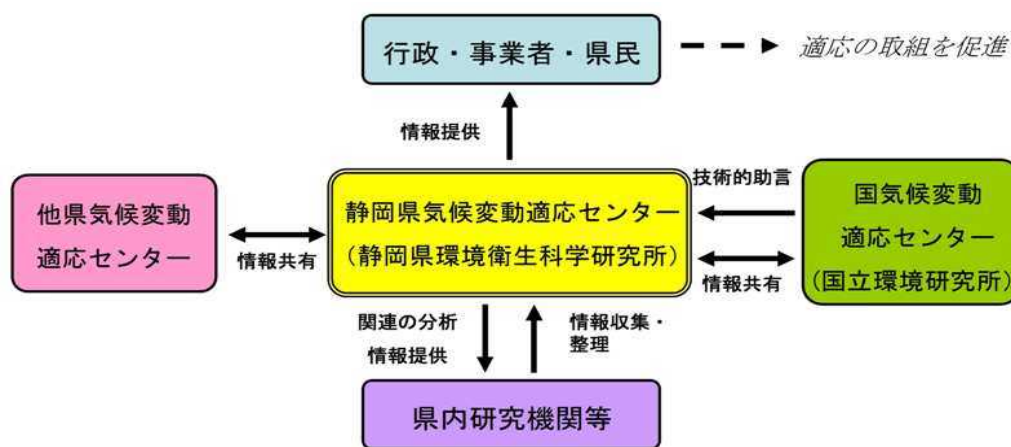 行政・事業者・県民
適応の取組を促進
情報提供
技術的助言
他県気候変動
適応センター
情報共有
静岡県気候変動適応センター
(静岡県環境衛生科学研究所)
情報共有
国気候変動
適応センター
(国立環境研究所)
関連の分析
情報提供
情報収集・
整理
県内研究機関等